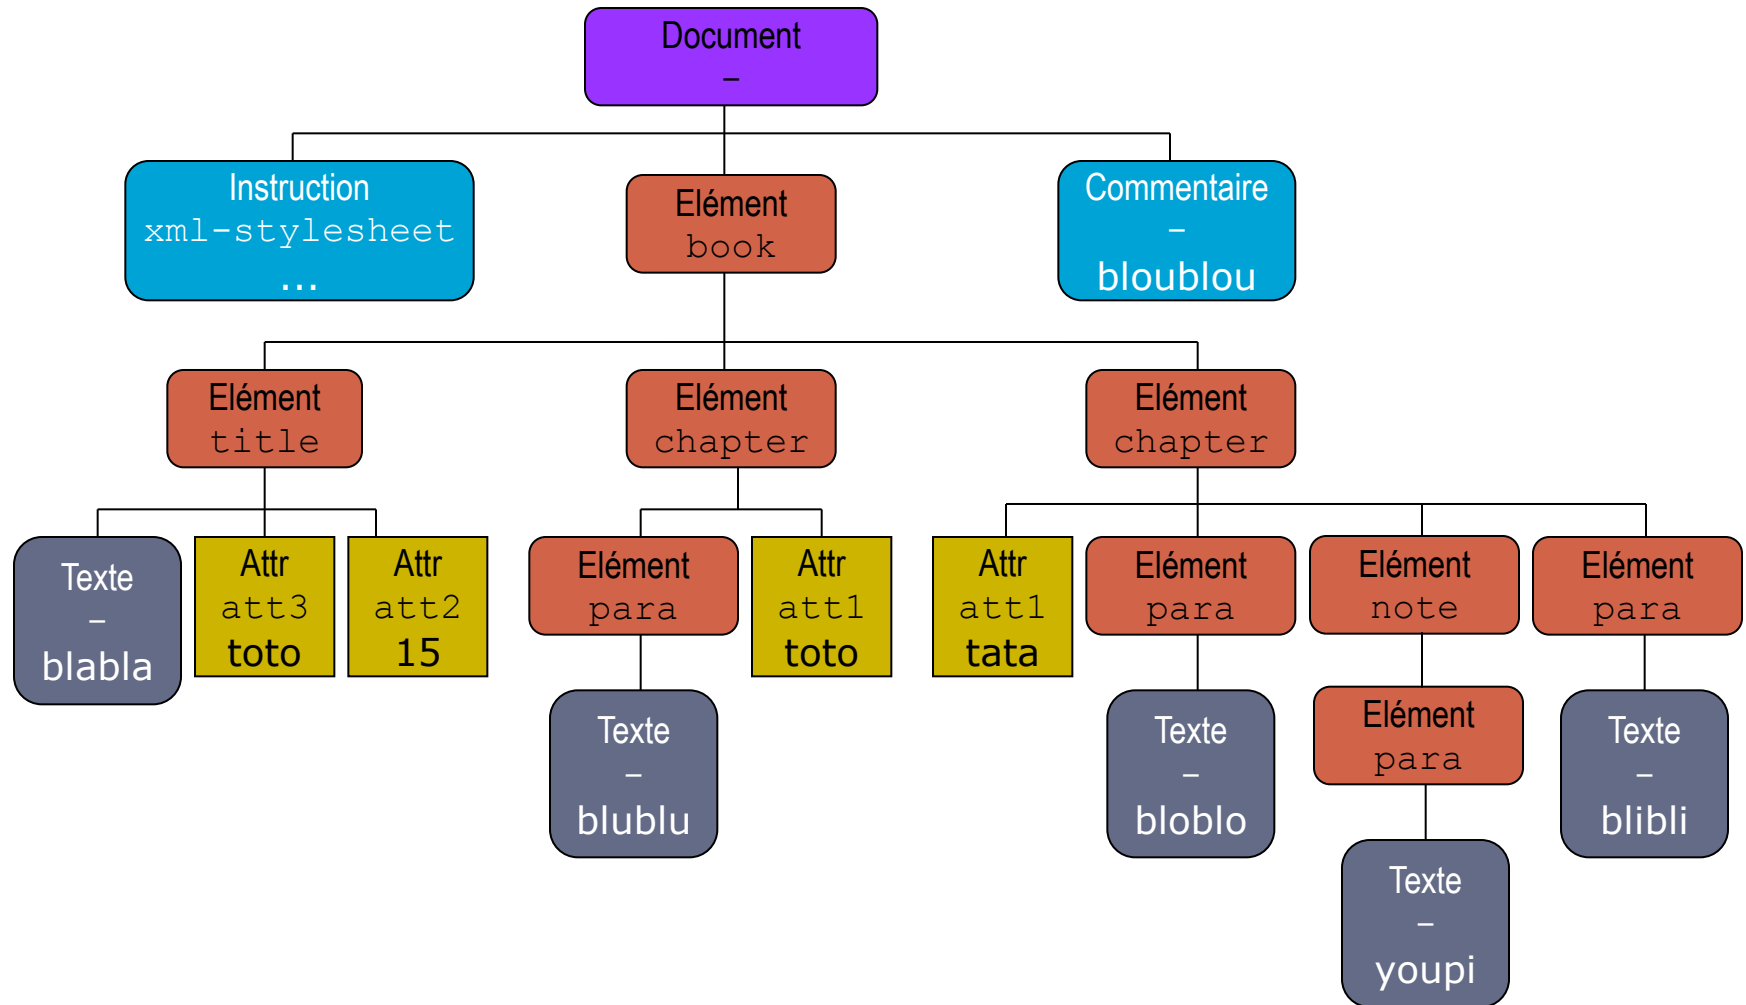 Document
–
Instruction
xml-stylesheet
...
Elément
book
Commentaire
–
bloublou
Elément
title
Elément
chapter
Elément
chapter
Texte
–
blabla
Attr
att3
toto
Attr
att2
15
Elément
para
Attr
att1
toto
Attr
att1
tata
Elément
para
Elément
note
Elément
para
Texte
–
blublu
Texte
–
bloblo
Elément
para
Texte
–
blibli
Texte
–
youpi